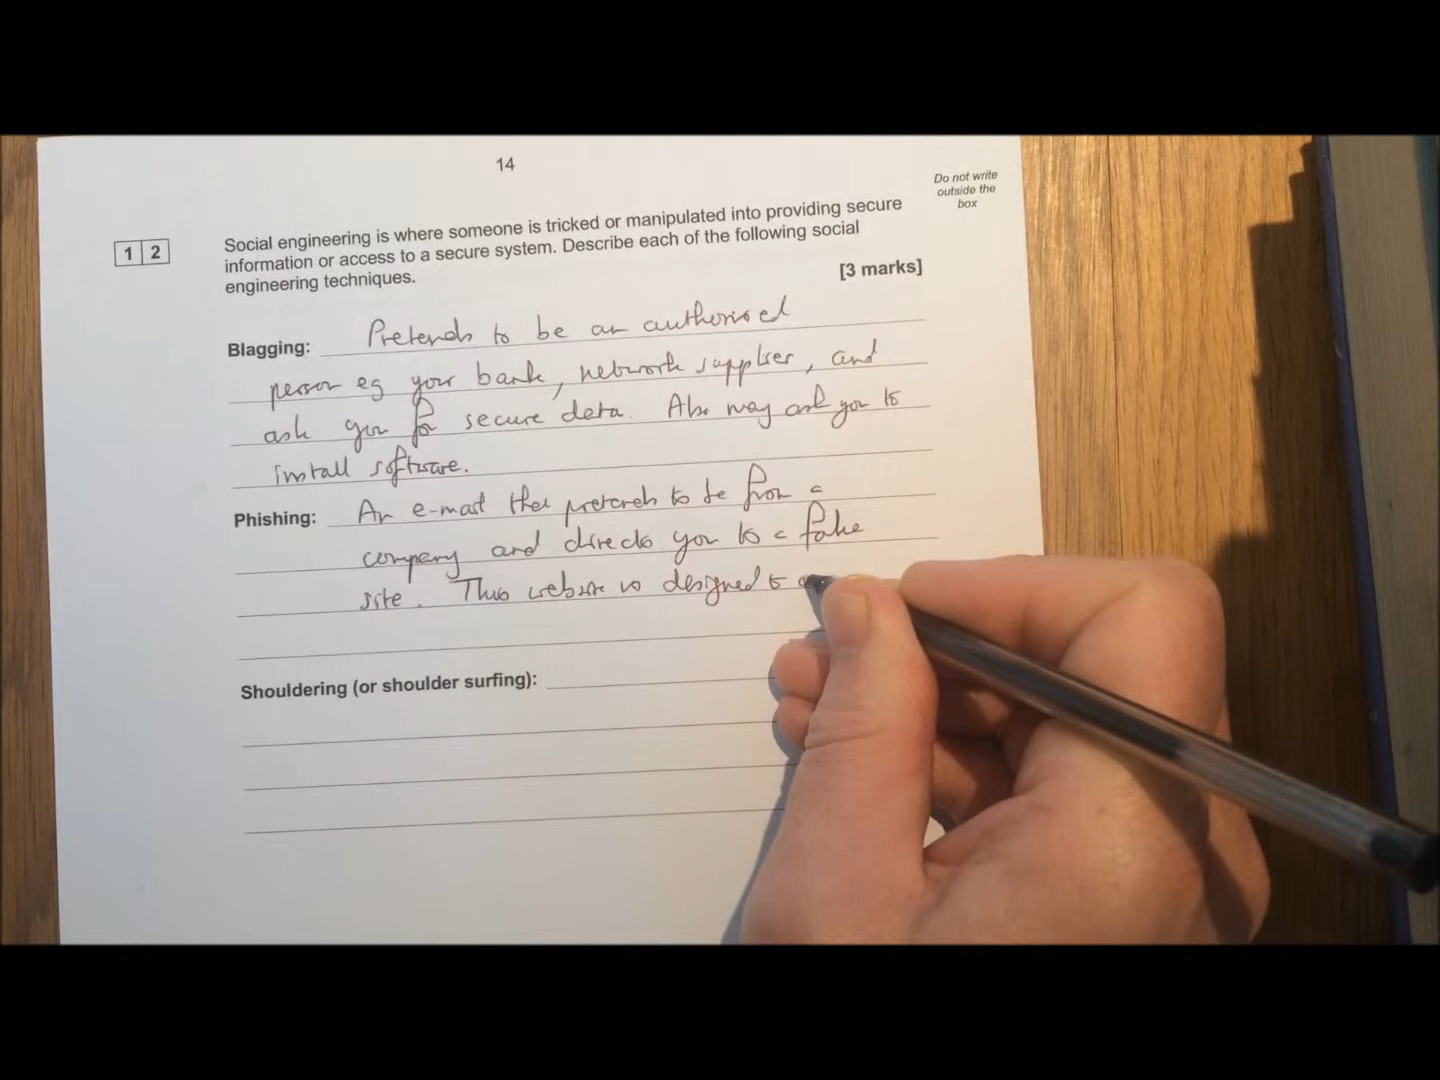 14
Do not write
outside the
box
1 2
Social engineering is where someone is tricked or manipulated into providing secure
information or access to a secure system. Describe each of the following social
engineering techniques.
[3 marks]
Blagging: Pretends to be an authorised
person eg your bank, network supplier, and
ask you for secure data. Also may ask you to
install software.
Phishing: An e-mail that pretends to be from a
company and directs you to a fake
site. This website is designed to
Shouldering (or shoulder surfing):